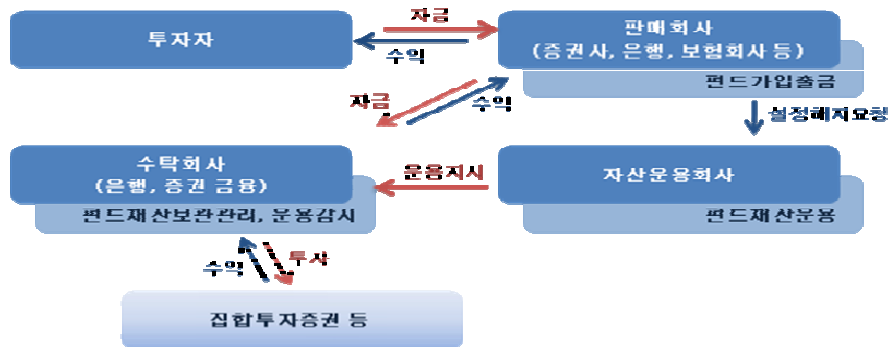 투자자
자금
수익
판매회사
(증권사, 은행, 보험회사 등)
펀드가입출금
자금
수익
설정해지요청
수탁회사
(은행, 증권 금융)
펀드재산보관관리, 운용감시
운용지시
자산운용회사
펀드재산운용
수익
투자
집합투자증권 등